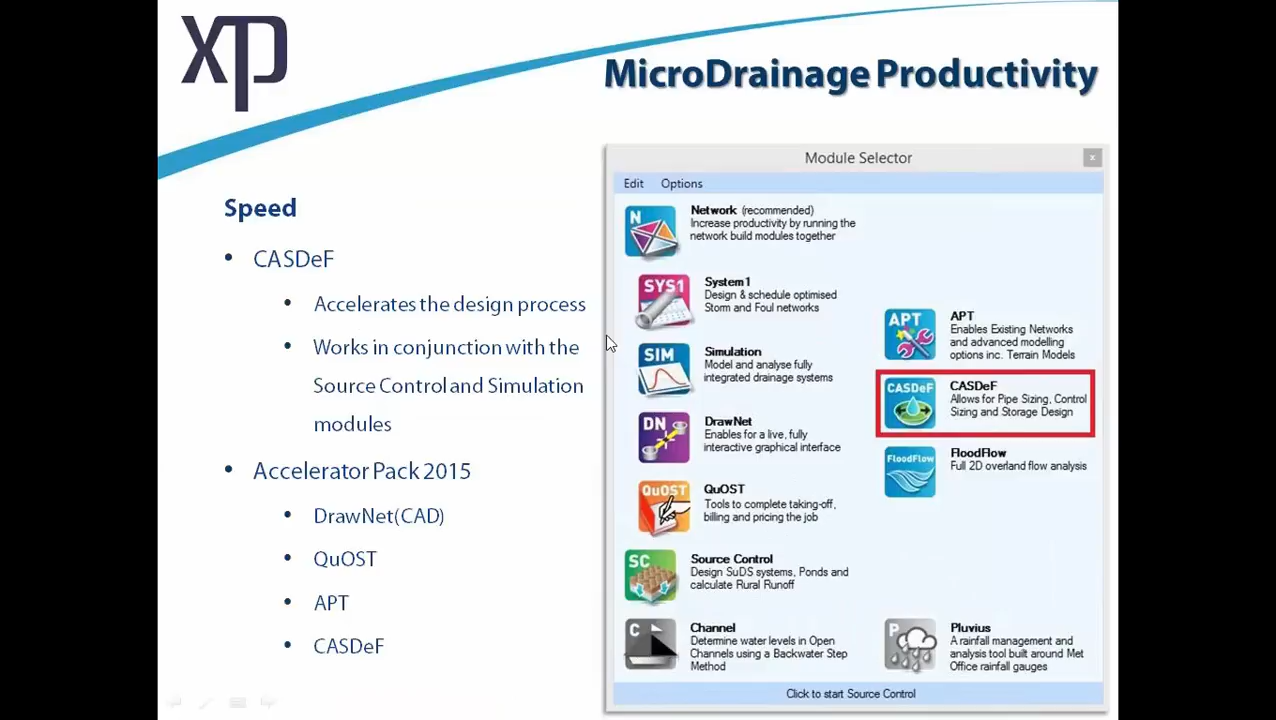 xp
MicroDrainage Productivity
Speed
• CASDeF
• Accelerates the design process
• Works in conjunction with the
Source Control and Simulation
modules
• Accelerator Pack 2015
• DrawNet(CAD)
• QuOST
• APT
• CASDeF
Module Selector
x
Edit Options
N
Network (recommended)
Increase productivity by running the
network build modules together
SYS1
System1
Design & schedule optimised
Storm and Foul networks
SIM
Simulation
Model and analyse fully
integrated drainage systems
DN
DrawNet
Enables for a live, fully
interactive graphical interface
QuOST
QuOST
Tools to complete taking-off,
billing and pricing the job
SC
Source Control
Design SuDS systems, Ponds and
calculate Rural Runoff
C
Channel
Determine water levels in Open
Channels using a Backwater Step
Method
APT
APT
Enables Existing Networks
and advanced modelling
options inc. Terrain Models
CASDeF
CASDeF
Allows for Pipe Sizing, Control
Sizing and Storage Design
FloodFlow
FloodFlow
Full 2D overland flow analysis
P
Pluvius
A rainfall management and
analysis tool built around Met
Office rainfall gauges
Click to start Source Control